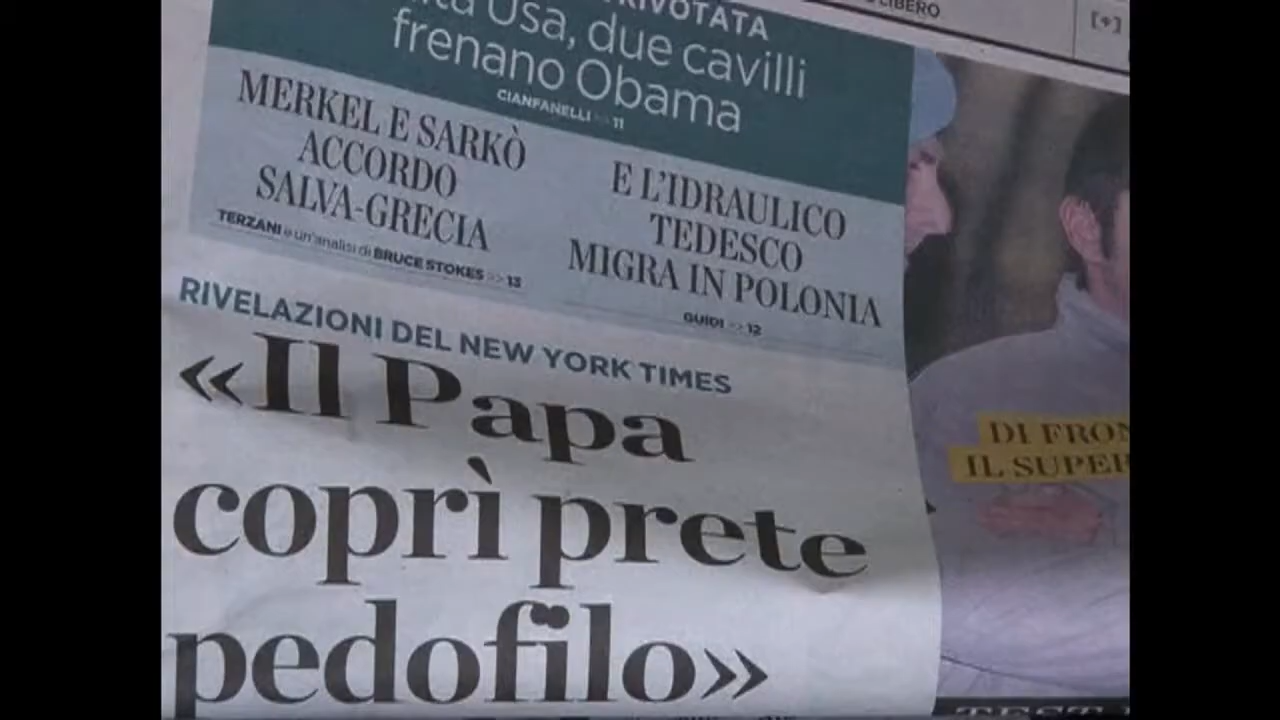 LIBERO
[+]
RIVOTATA
Usa, due cavilli
frenano Obama
CIANFANELLI >> 11
MERKEL E SARKÒ
ACCORDO
SALVA-GRECIA
TERZANI e un'analisi di BRUCE STOKES >> 13
E L'IDRAULICO
TEDESCO
MIGRA IN POLONIA
GUIDI >> 12
RIVELAZIONI DEL NEW YORK TIMES
«Il Papa
coprì prete
pedofilo»
DI FRON
IL SUPER